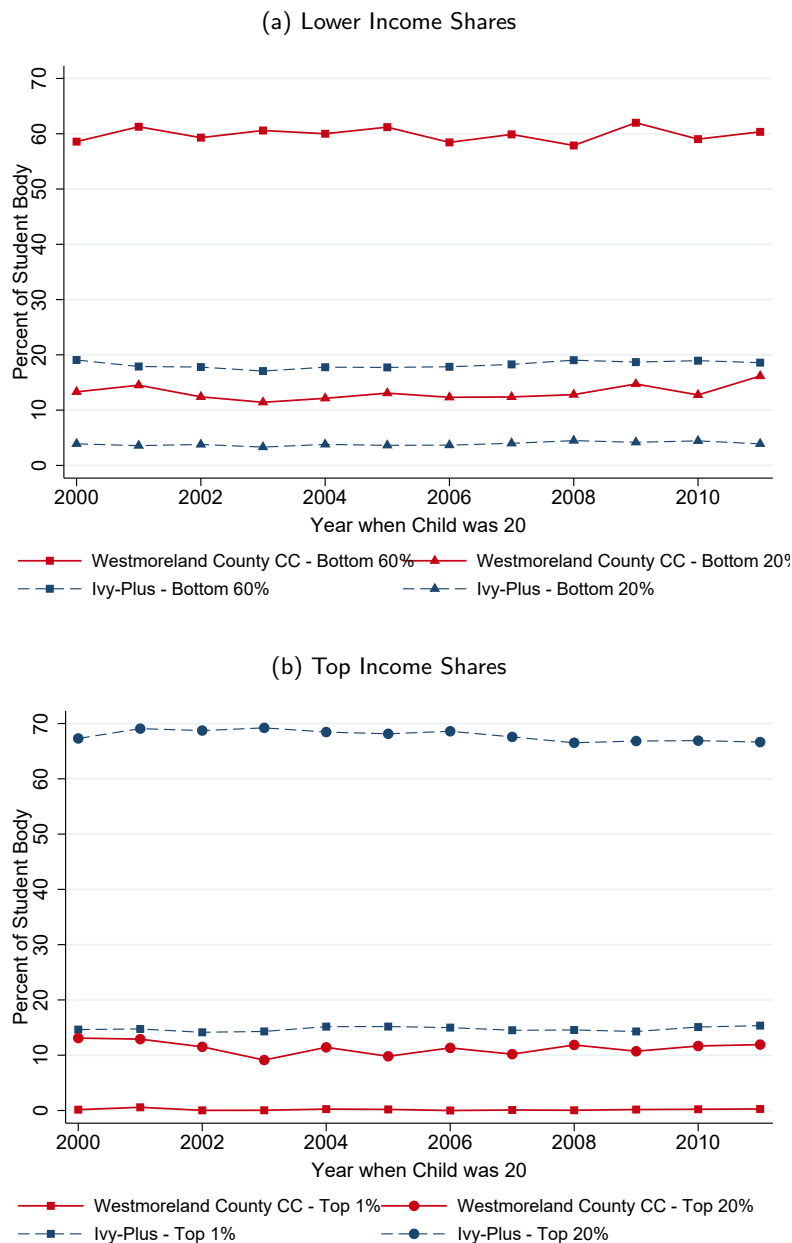 (a) Lower Income Shares
70
60
50
40
30
20
10
0
Percent of Student Body
2000 2002 2004 2006 2008 2010
Year when Child was 20
Westmoreland County CC - Bottom 60% Westmoreland County CC - Bottom 20%
Ivy-Plus - Bottom 60% Ivy-Plus - Bottom 20%
(b) Top Income Shares
70
60
50
40
30
20
10
0
Percent of Student Body
2000 2002 2004 2006 2008 2010
Year when Child was 20
Westmoreland County CC - Top 1% Westmoreland County CC - Top 20%
Ivy-Plus - Top 1% Ivy-Plus - Top 20%